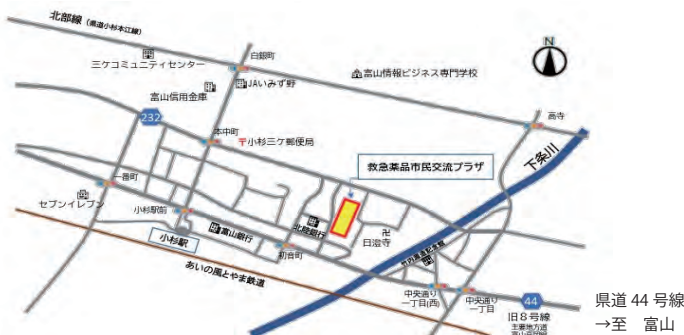 北部線（県道小杉本江線）
N
白銀町
三ケコミュニティセンター
富山情報ビジネス専門学校
JAいみず野
富山信用金庫
高寺
232
本中町
〒小杉三ケ郵便局
下条川
救急薬品市民交流プラザ
一番町
セブンイレブン
小杉駅前
北陸銀行
卍
日澄寺
富山銀行
小杉駅
初音町
あいの風とやま鉄道
中央通り
一丁目(西)
中央通り
一丁目
44
旧８号線
主要地方道
県道 44 号線
→至　富山